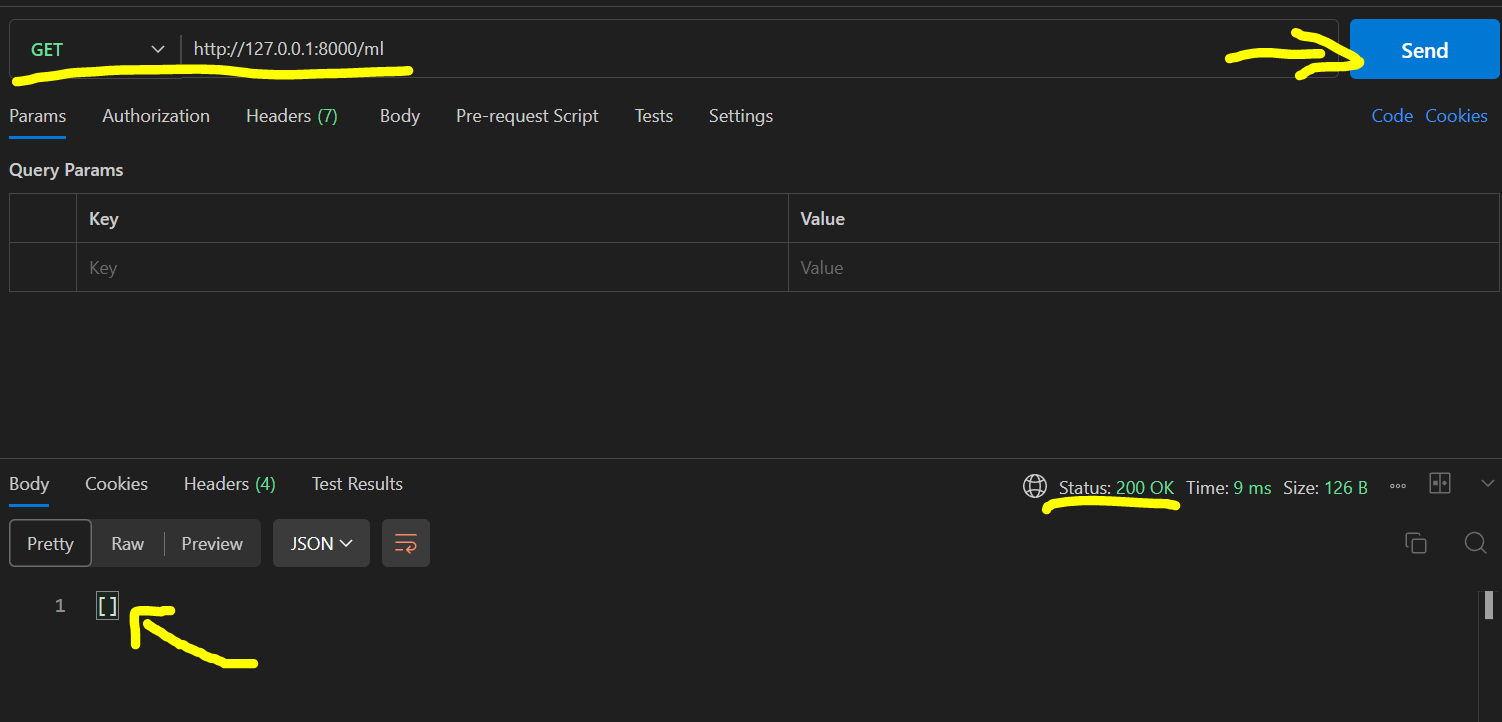 GET http://127.0.0.1:8000/ml Send
Params Authorization Headers (7) Body Pre-request Script Tests Settings Code Cookies
Query Params
Key Value
Key Value
Body Cookies Headers (4) Test Results Status: 200 OK Time: 9 ms Size: 126 B
Pretty Raw Preview JSON
1 []